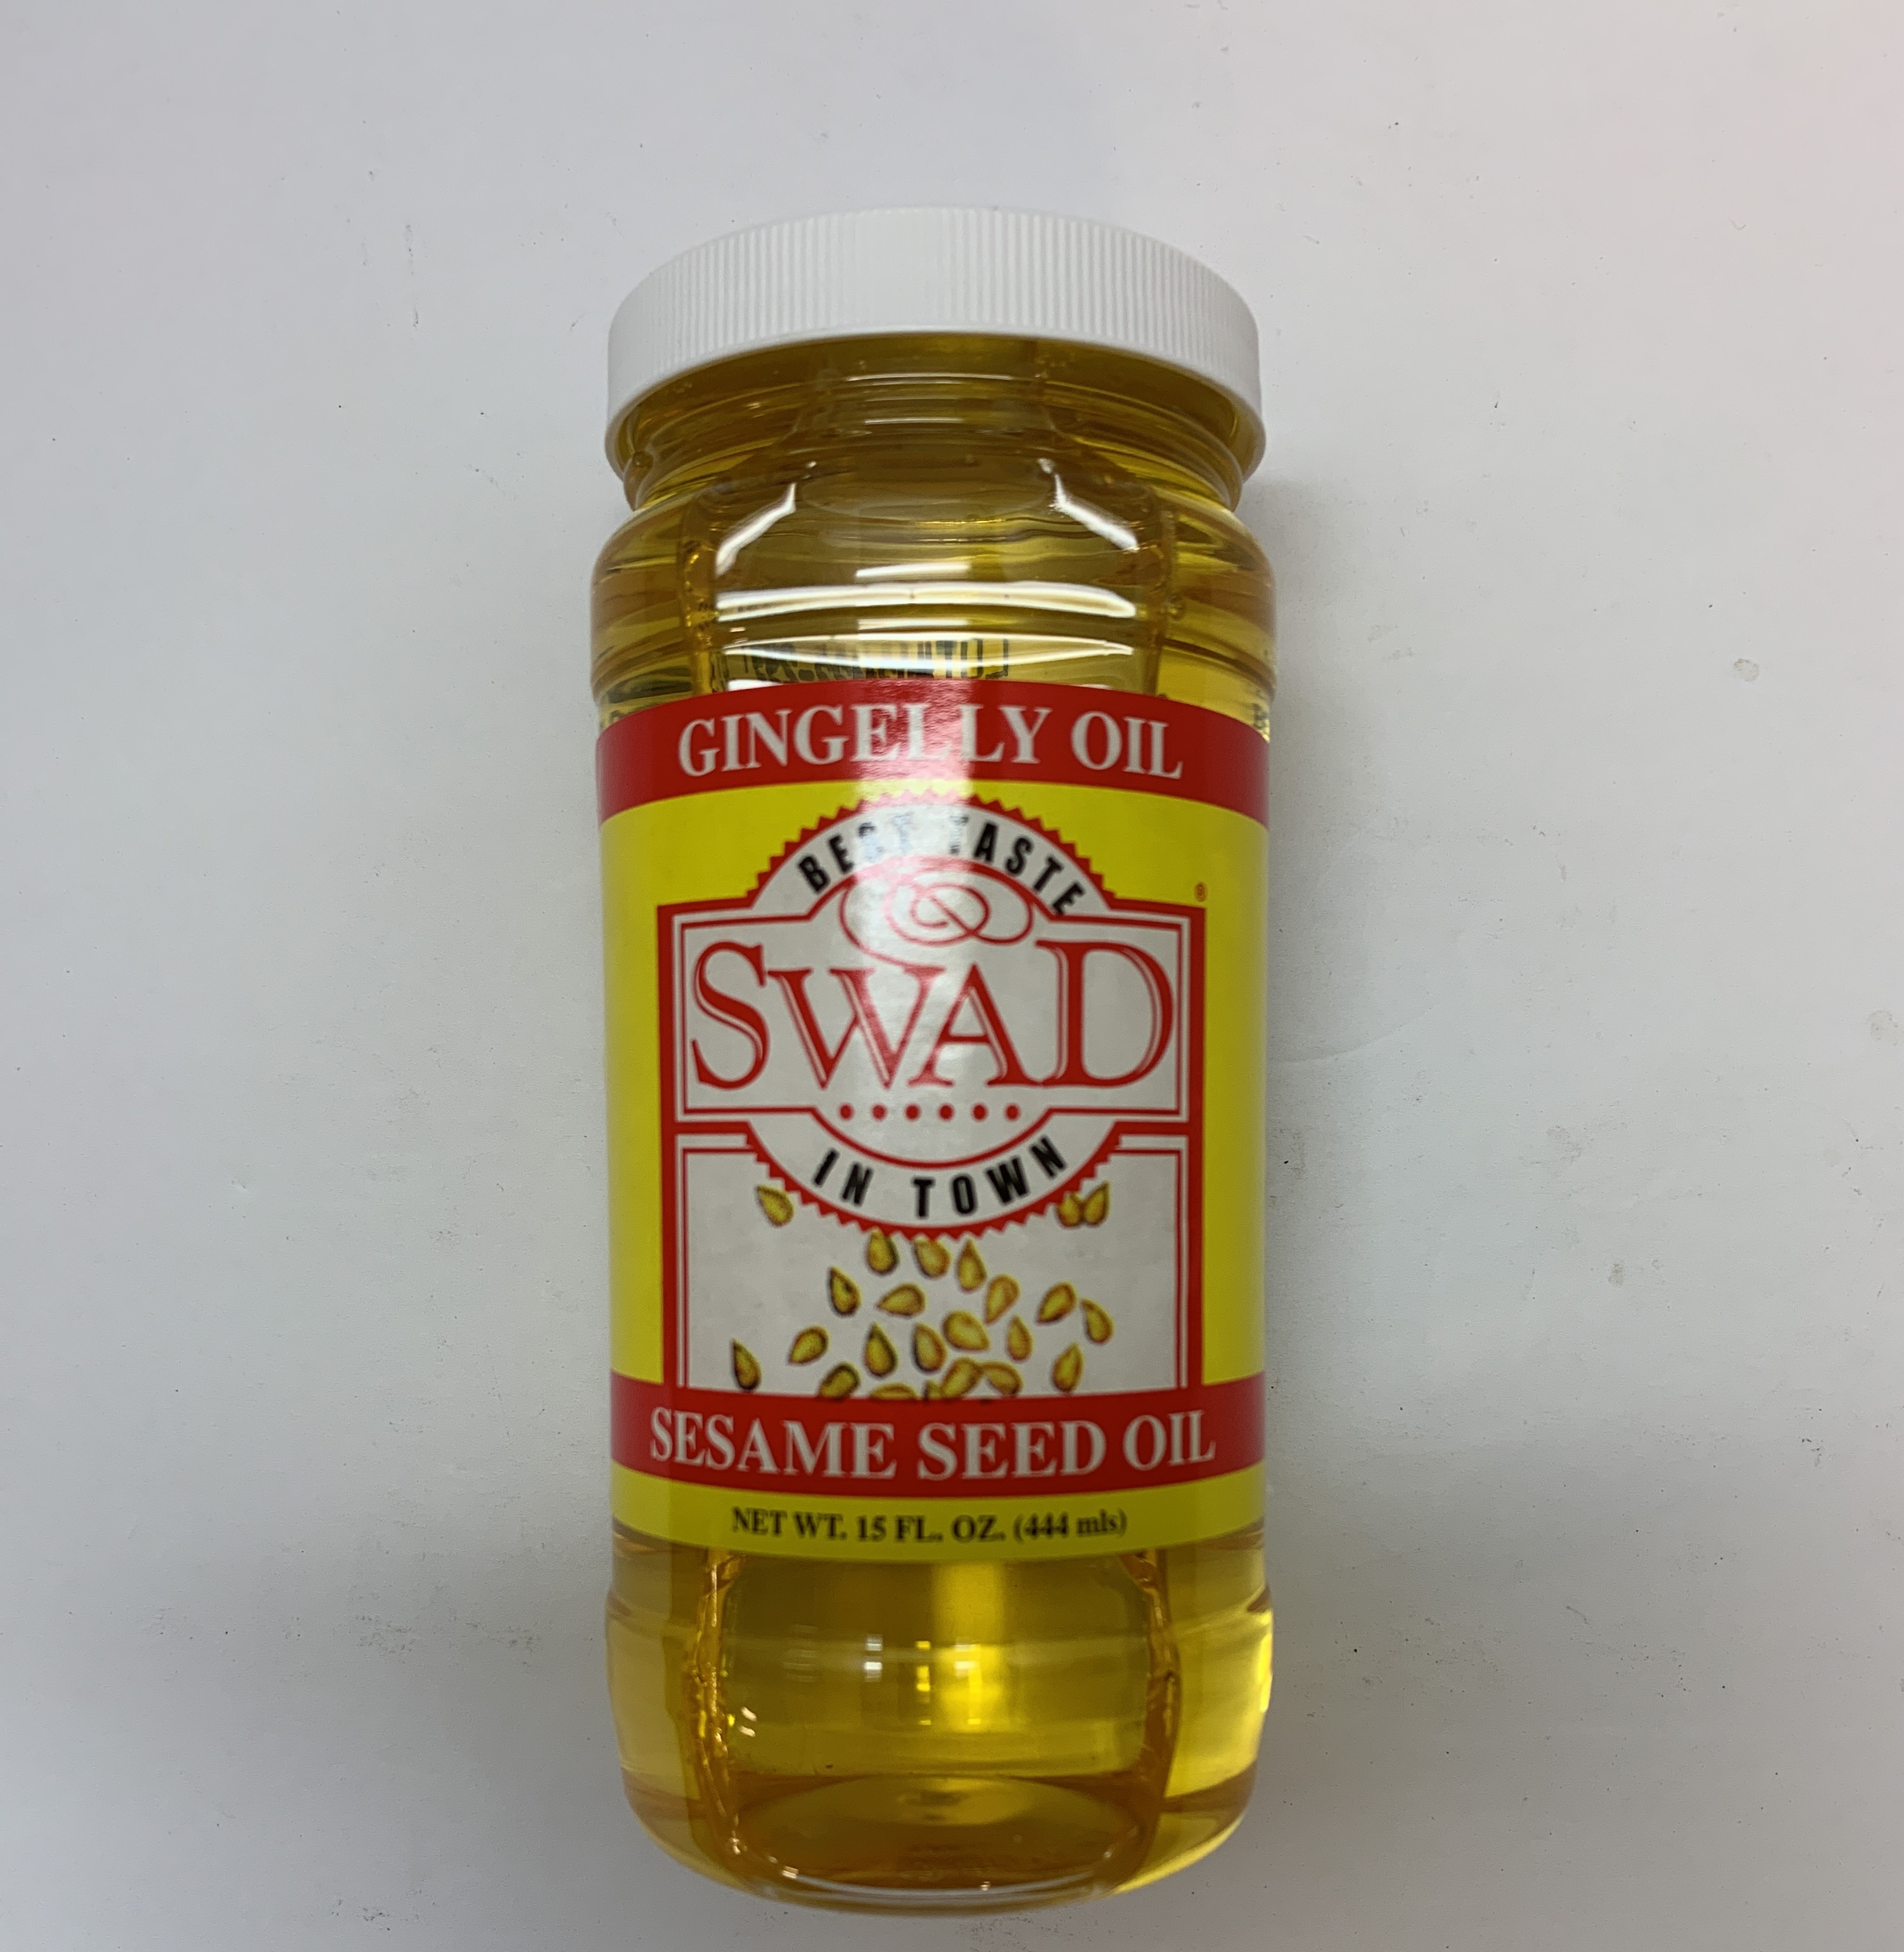 GINGELLY OIL
BEST TASTE
®
SWAD
IN TOWN
SESAME SEED OIL
NET WT. 15 FL. OZ. (444 mls)